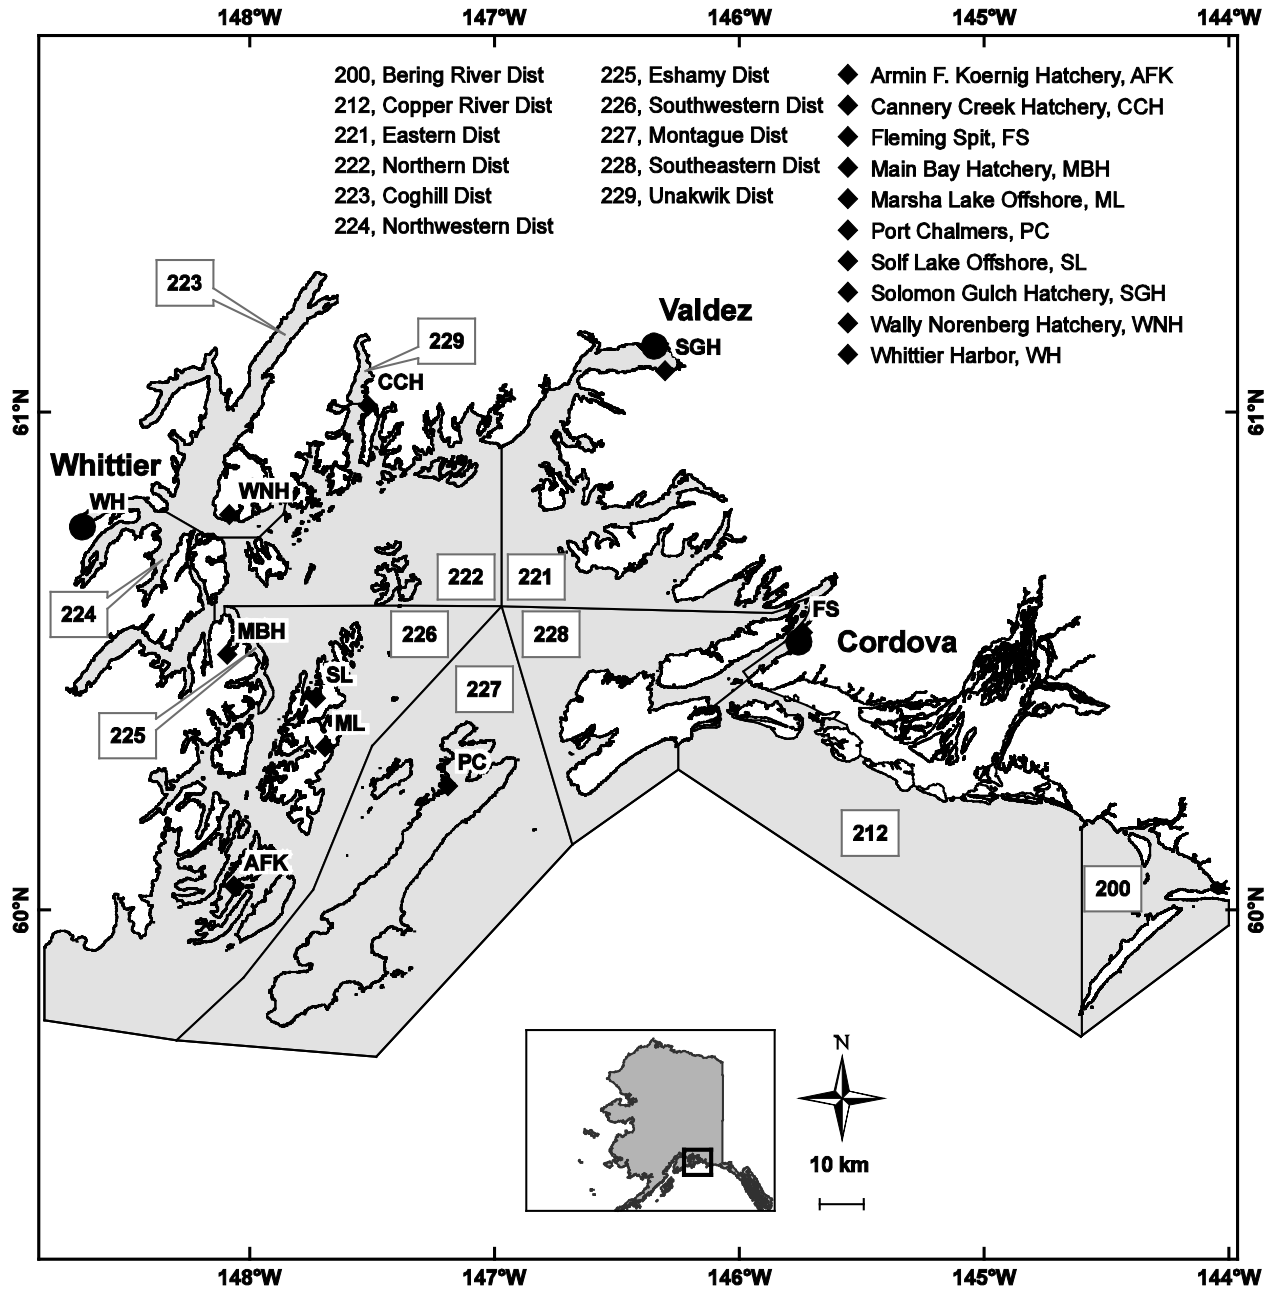 148°W 147°W 146°W 145°W 144°W
200, Bering River Dist
212, Copper River Dist
221, Eastern Dist
222, Northern Dist
223, Coghill Dist
224, Northwestern Dist
225, Eshamy Dist
226, Southwestern Dist
227, Montague Dist
228, Southeastern Dist
229, Unakwik Dist
Armin F. Koernig Hatchery, AFK
Cannery Creek Hatchery, CCH
Fleming Spit, FS
Main Bay Hatchery, MBH
Marsha Lake Offshore, ML
Port Chalmers, PC
Solf Lake Offshore, SL
Solomon Gulch Hatchery, SGH
Wally Norenberg Hatchery, WNH
Whittier Harbor, WH
223
Valdez
229
SGH
CCH
61°N
61°N
Whittier
WNH
WH
222
221
224
FS
226
228
MBH
Cordova
SL
227
225
ML
PC
212
AFK
200
60°N
60°N
N
10 km
148°W 147°W 146°W 145°W 144°W